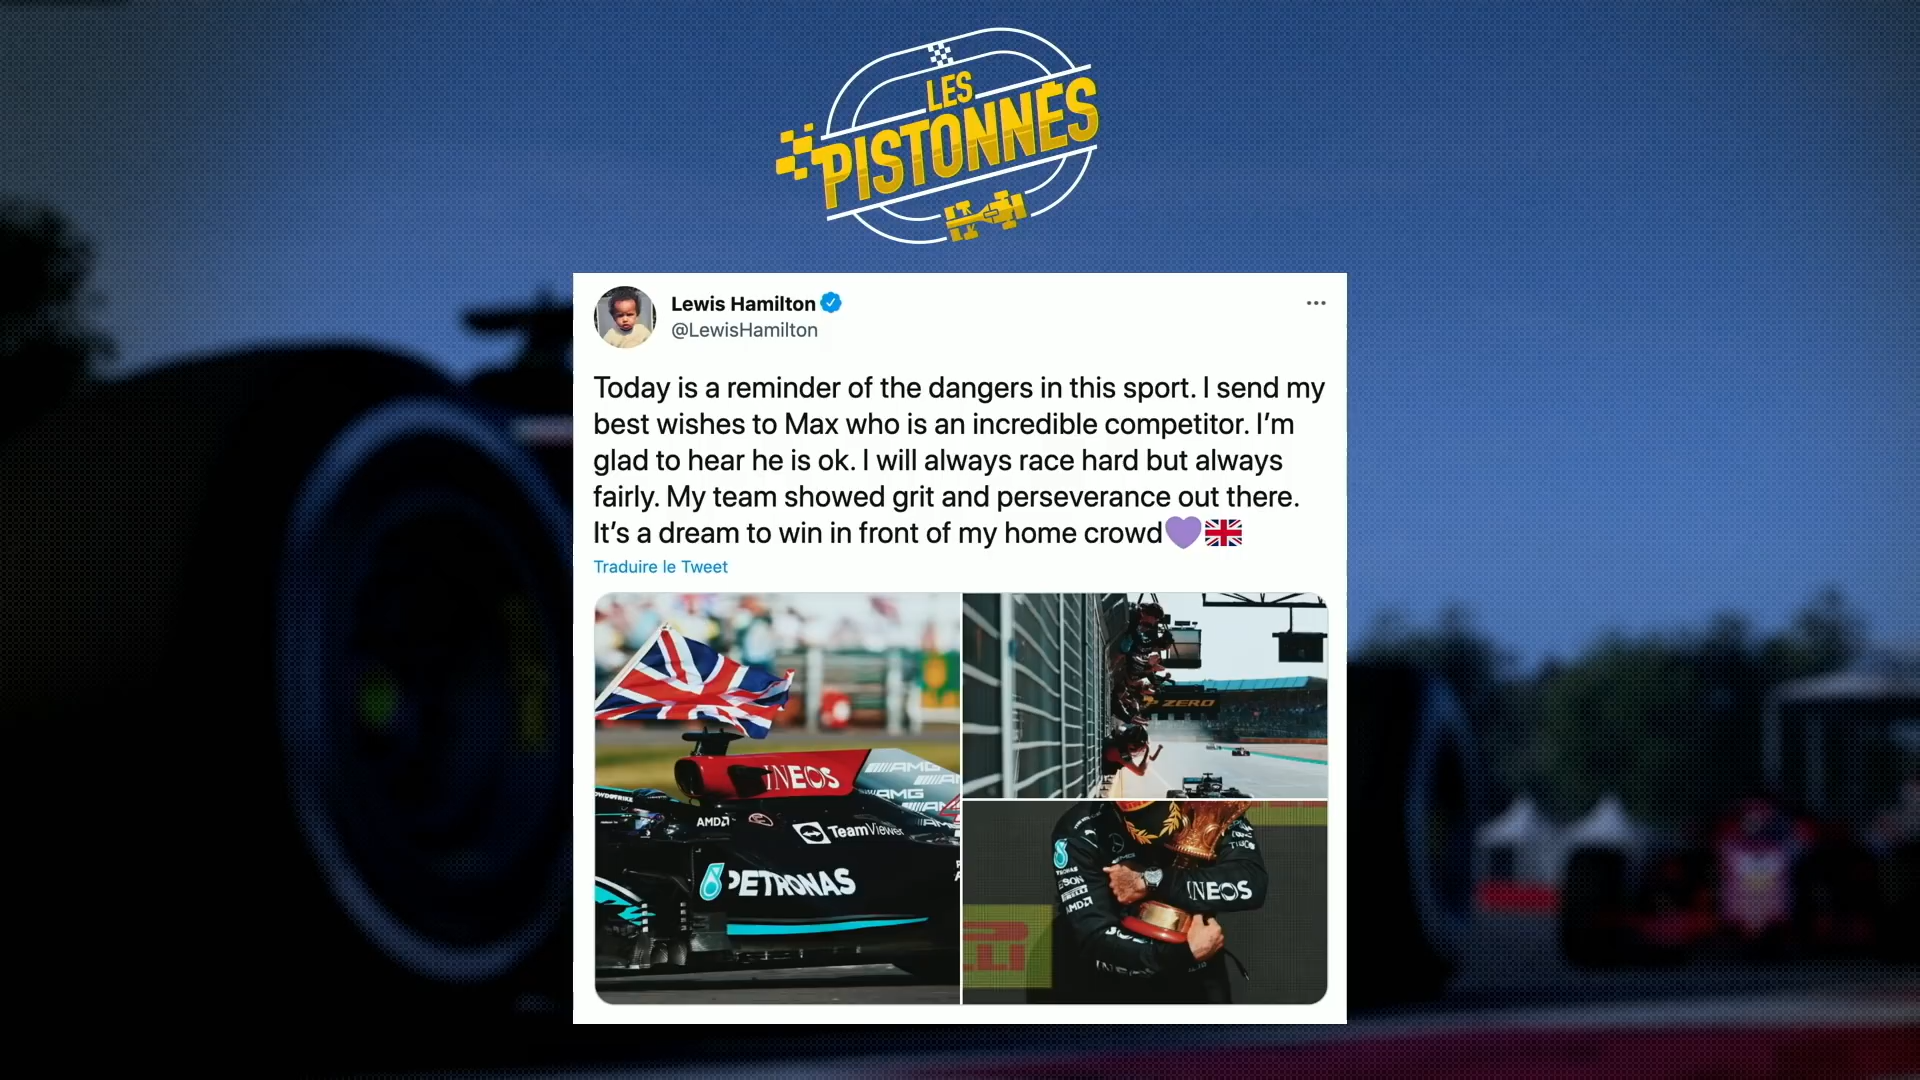 LES
PISTONNÉS
Lewis Hamilton
@LewisHamilton
Today is a reminder of the dangers in this sport. I send my
best wishes to Max who is an incredible competitor. I’m
glad to hear he is ok. I will always race hard but always
fairly. My team showed grit and perseverance out there.
It’s a dream to win in front of my home crowd💜🇬🇧
Traduire le Tweet
INEOS
AMG
AMG
AMD
TeamViewer
PETRONAS
P ZERO
INEOS
AMD